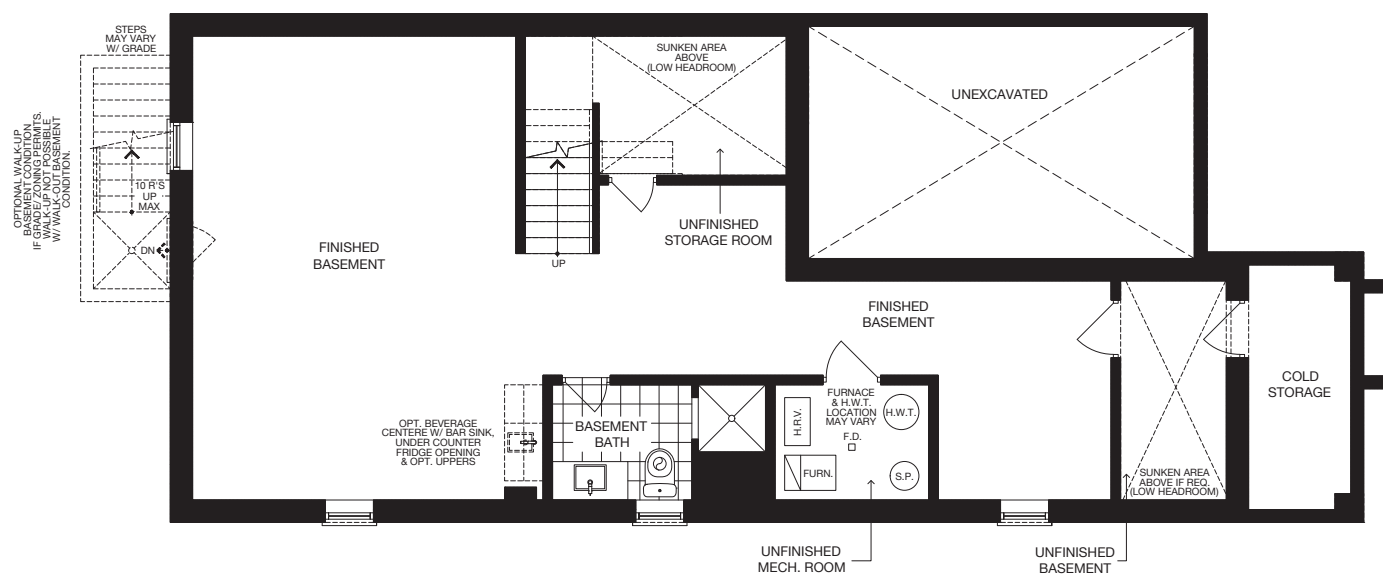 STEPS
MAY VARY
W/ GRADE
OPTIONAL WALK-UP
BASEMENT CONDITION
IF GRADE/ZONING PERMITS.
WALK-UP NOT POSSIBLE
W/ WALK-OUT BASEMENT
CONDITION.
10 R'S
UP
MAX
DN
FINISHED
BASEMENT
UP
SUNKEN AREA
ABOVE
(LOW HEADROOM)
UNFINISHED
STORAGE ROOM
UNEXCAVATED
FINISHED
BASEMENT
OPT. BEVERAGE
CENTERE W/ BAR SINK,
UNDER COUNTER
FRIDGE OPENING
& OPT. UPPERS
BASEMENT
BATH
FURNACE
& H.W.T.
LOCATION
MAY VARY
H.R.V.
H.W.T.
F.D.
FURN.
S.P.
UNFINISHED
MECH. ROOM
SUNKEN AREA
ABOVE IF REQ.
(LOW HEADROOM)
UNFINISHED
BASEMENT
COLD
STORAGE